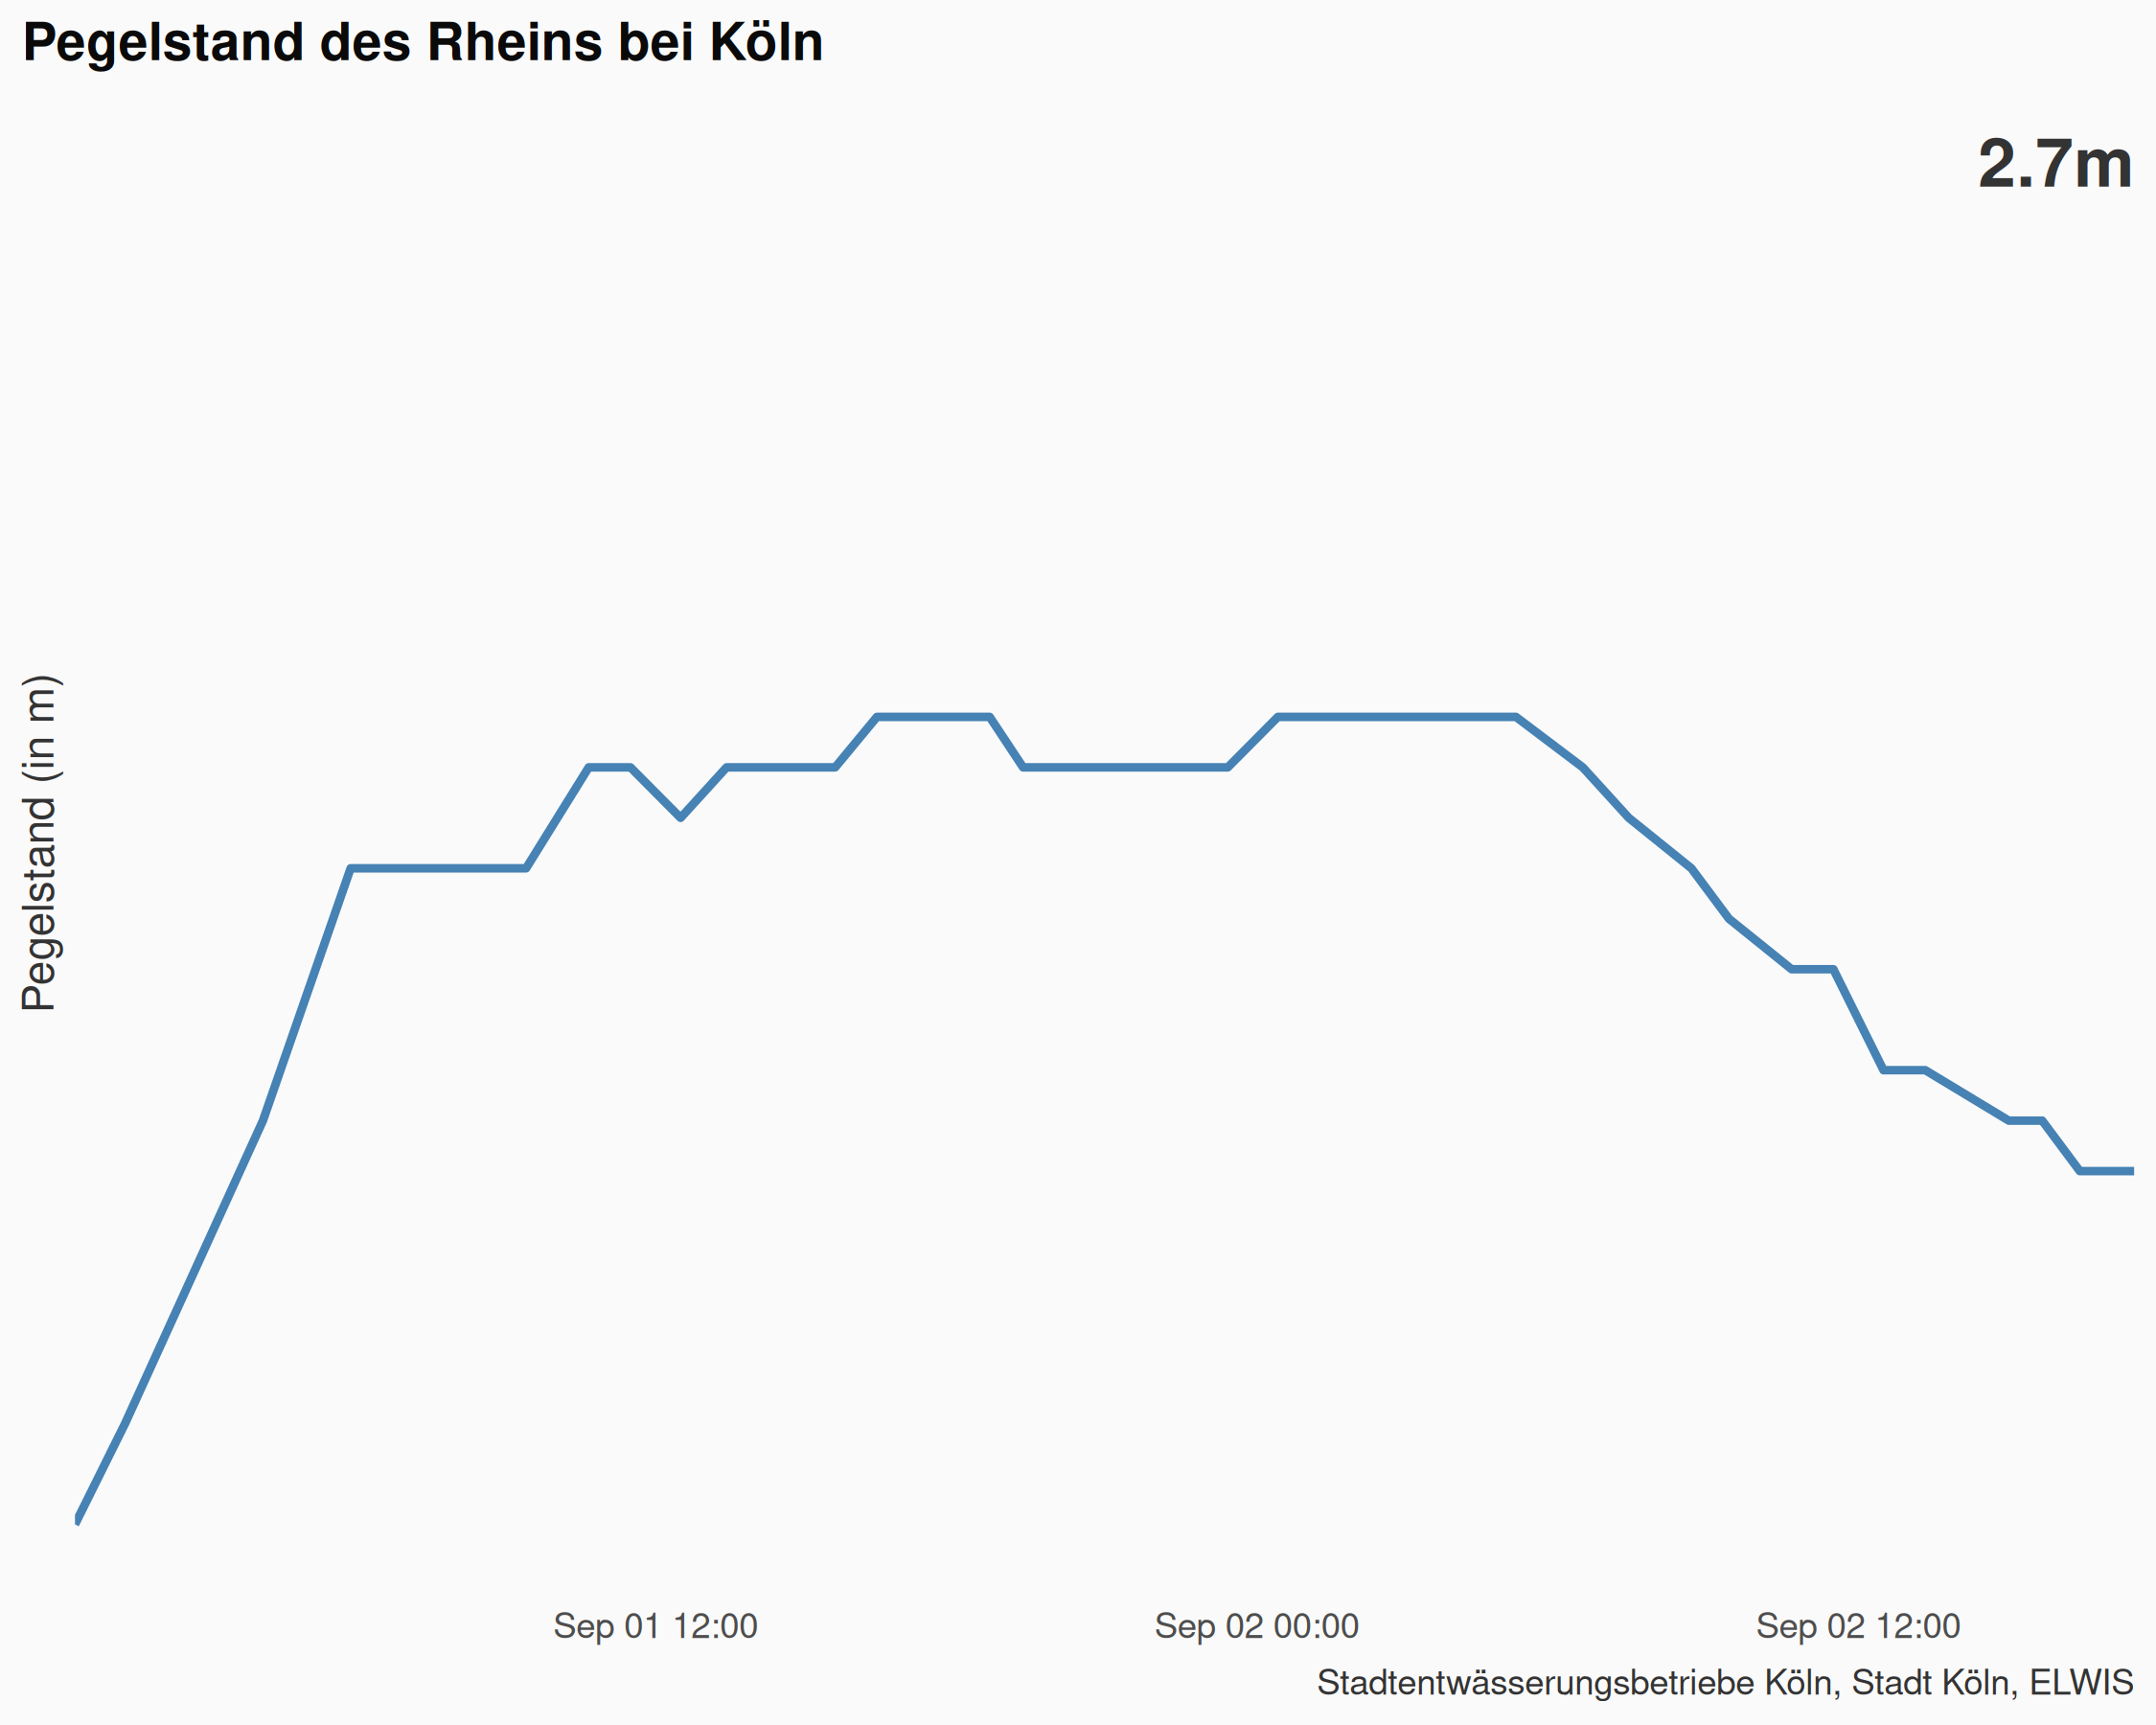 Pegelstand des Rheins bei Köln
2.7m
Pegelstand (in m)
Sep 01 12:00
Sep 02 00:00
Sep 02 12:00
Stadtentwässerungsbetriebe Köln, Stadt Köln, ELWIS